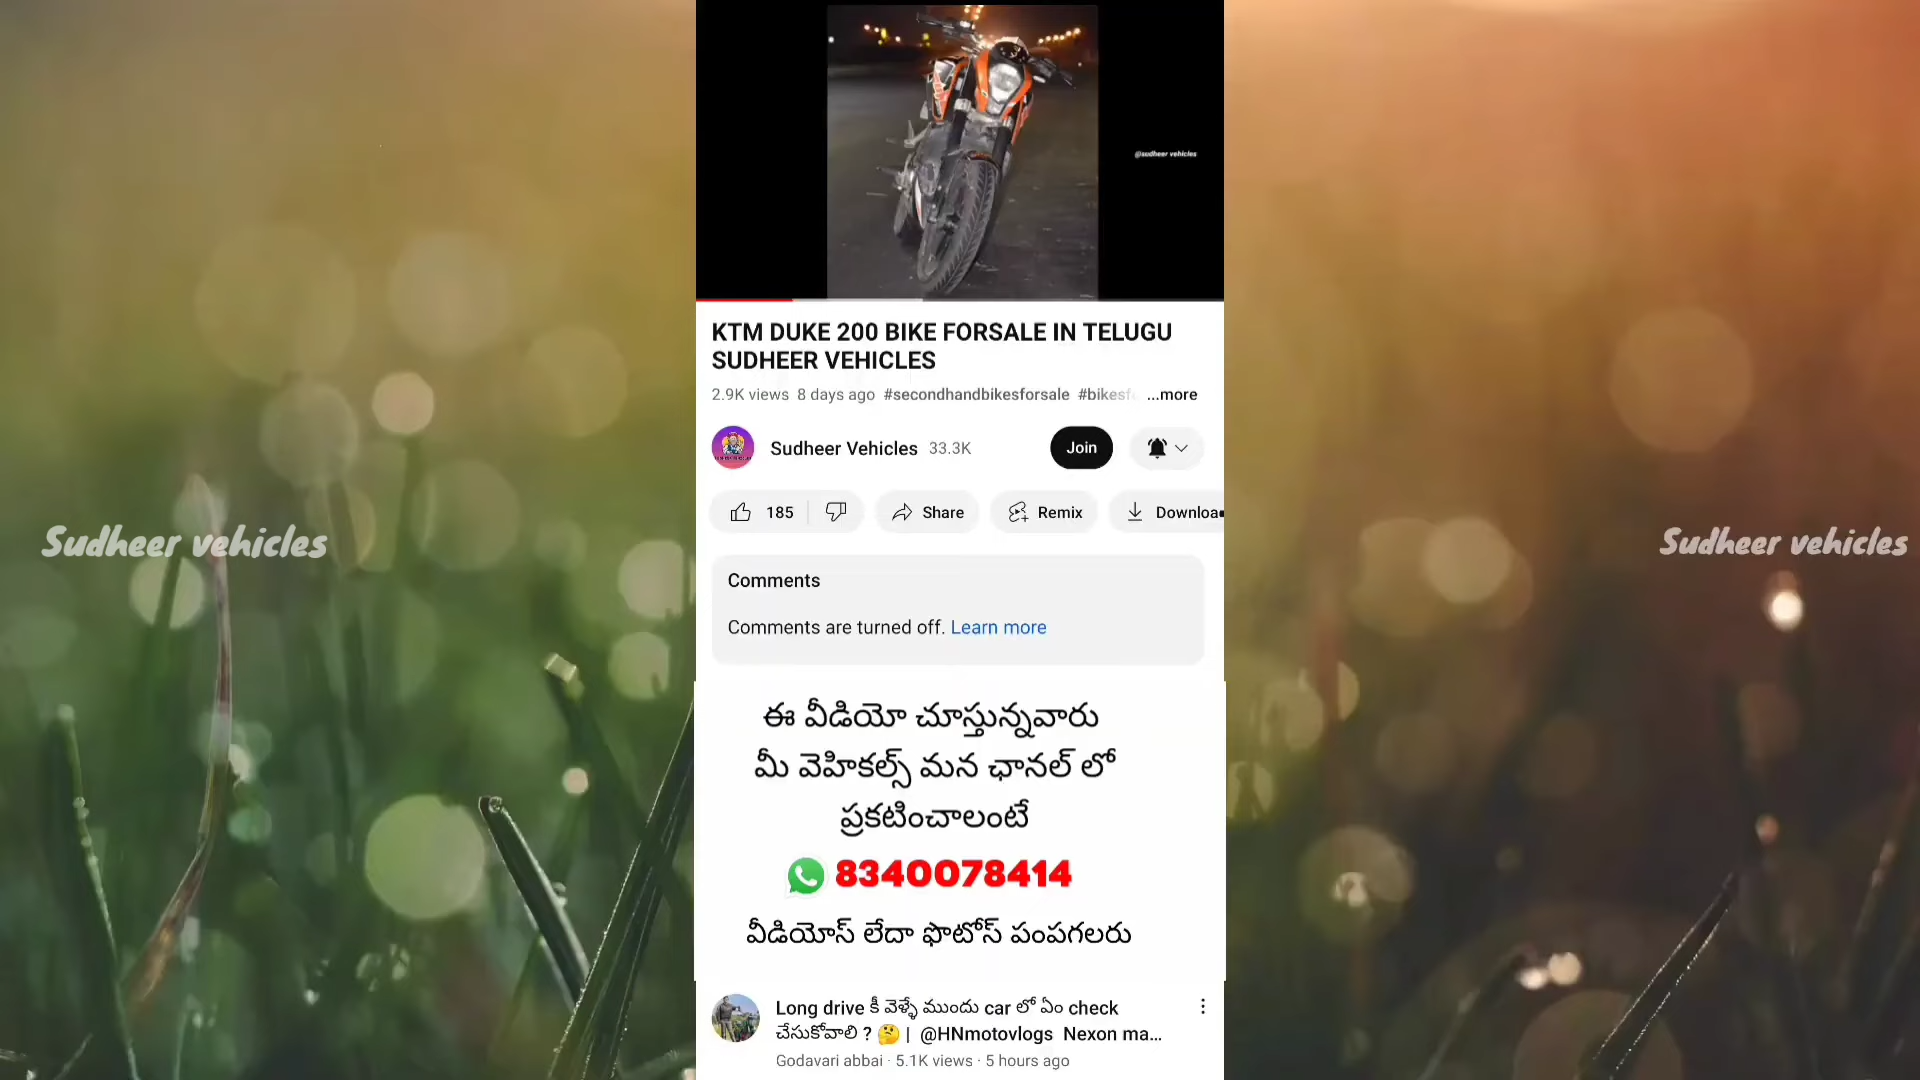 @sudheer vehicles
KTM DUKE 200 BIKE FORSALE IN TELUGU
SUDHEER VEHICLES
2.9K views 8 days ago #secondhandbikesforsale #bikesf ...more
Sudheer Vehicles 33.3K Join
185 Share Remix Downloa
Comments
Comments are turned off. Learn more
Sudheer vehicles
Sudheer vehicles
ఈ వీడియో చూస్తున్నవారు
మీ వెహికల్స్ మన ఛానల్ లో
ప్రకటించాలంటే
8340078414
వీడియోస్ లేదా ఫొటోస్ పంపగలరు
Long drive కి వెళ్ళే ముందు car లో ఏం check
చేసుకోవాలి ? 🤔 | @HNmotovlogs Nexon ma...
Godavari abbai · 5.1K views · 5 hours ago